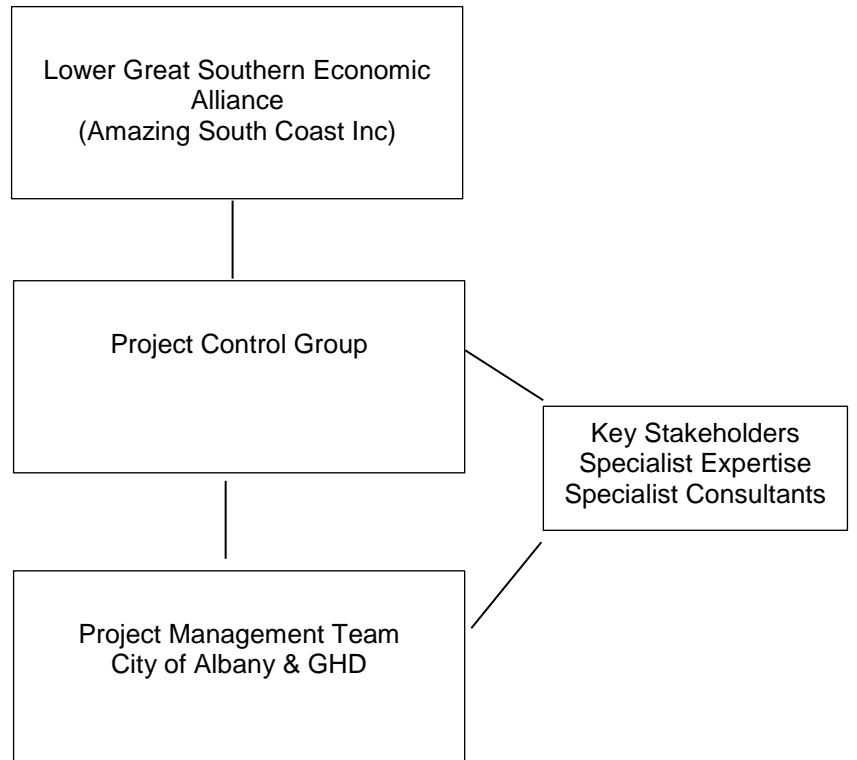 Lower Great Southern Economic
Alliance
(Amazing South Coast Inc)
Project Control Group
Key Stakeholders
Specialist Expertise
Specialist Consultants
Project Management Team
City of Albany & GHD